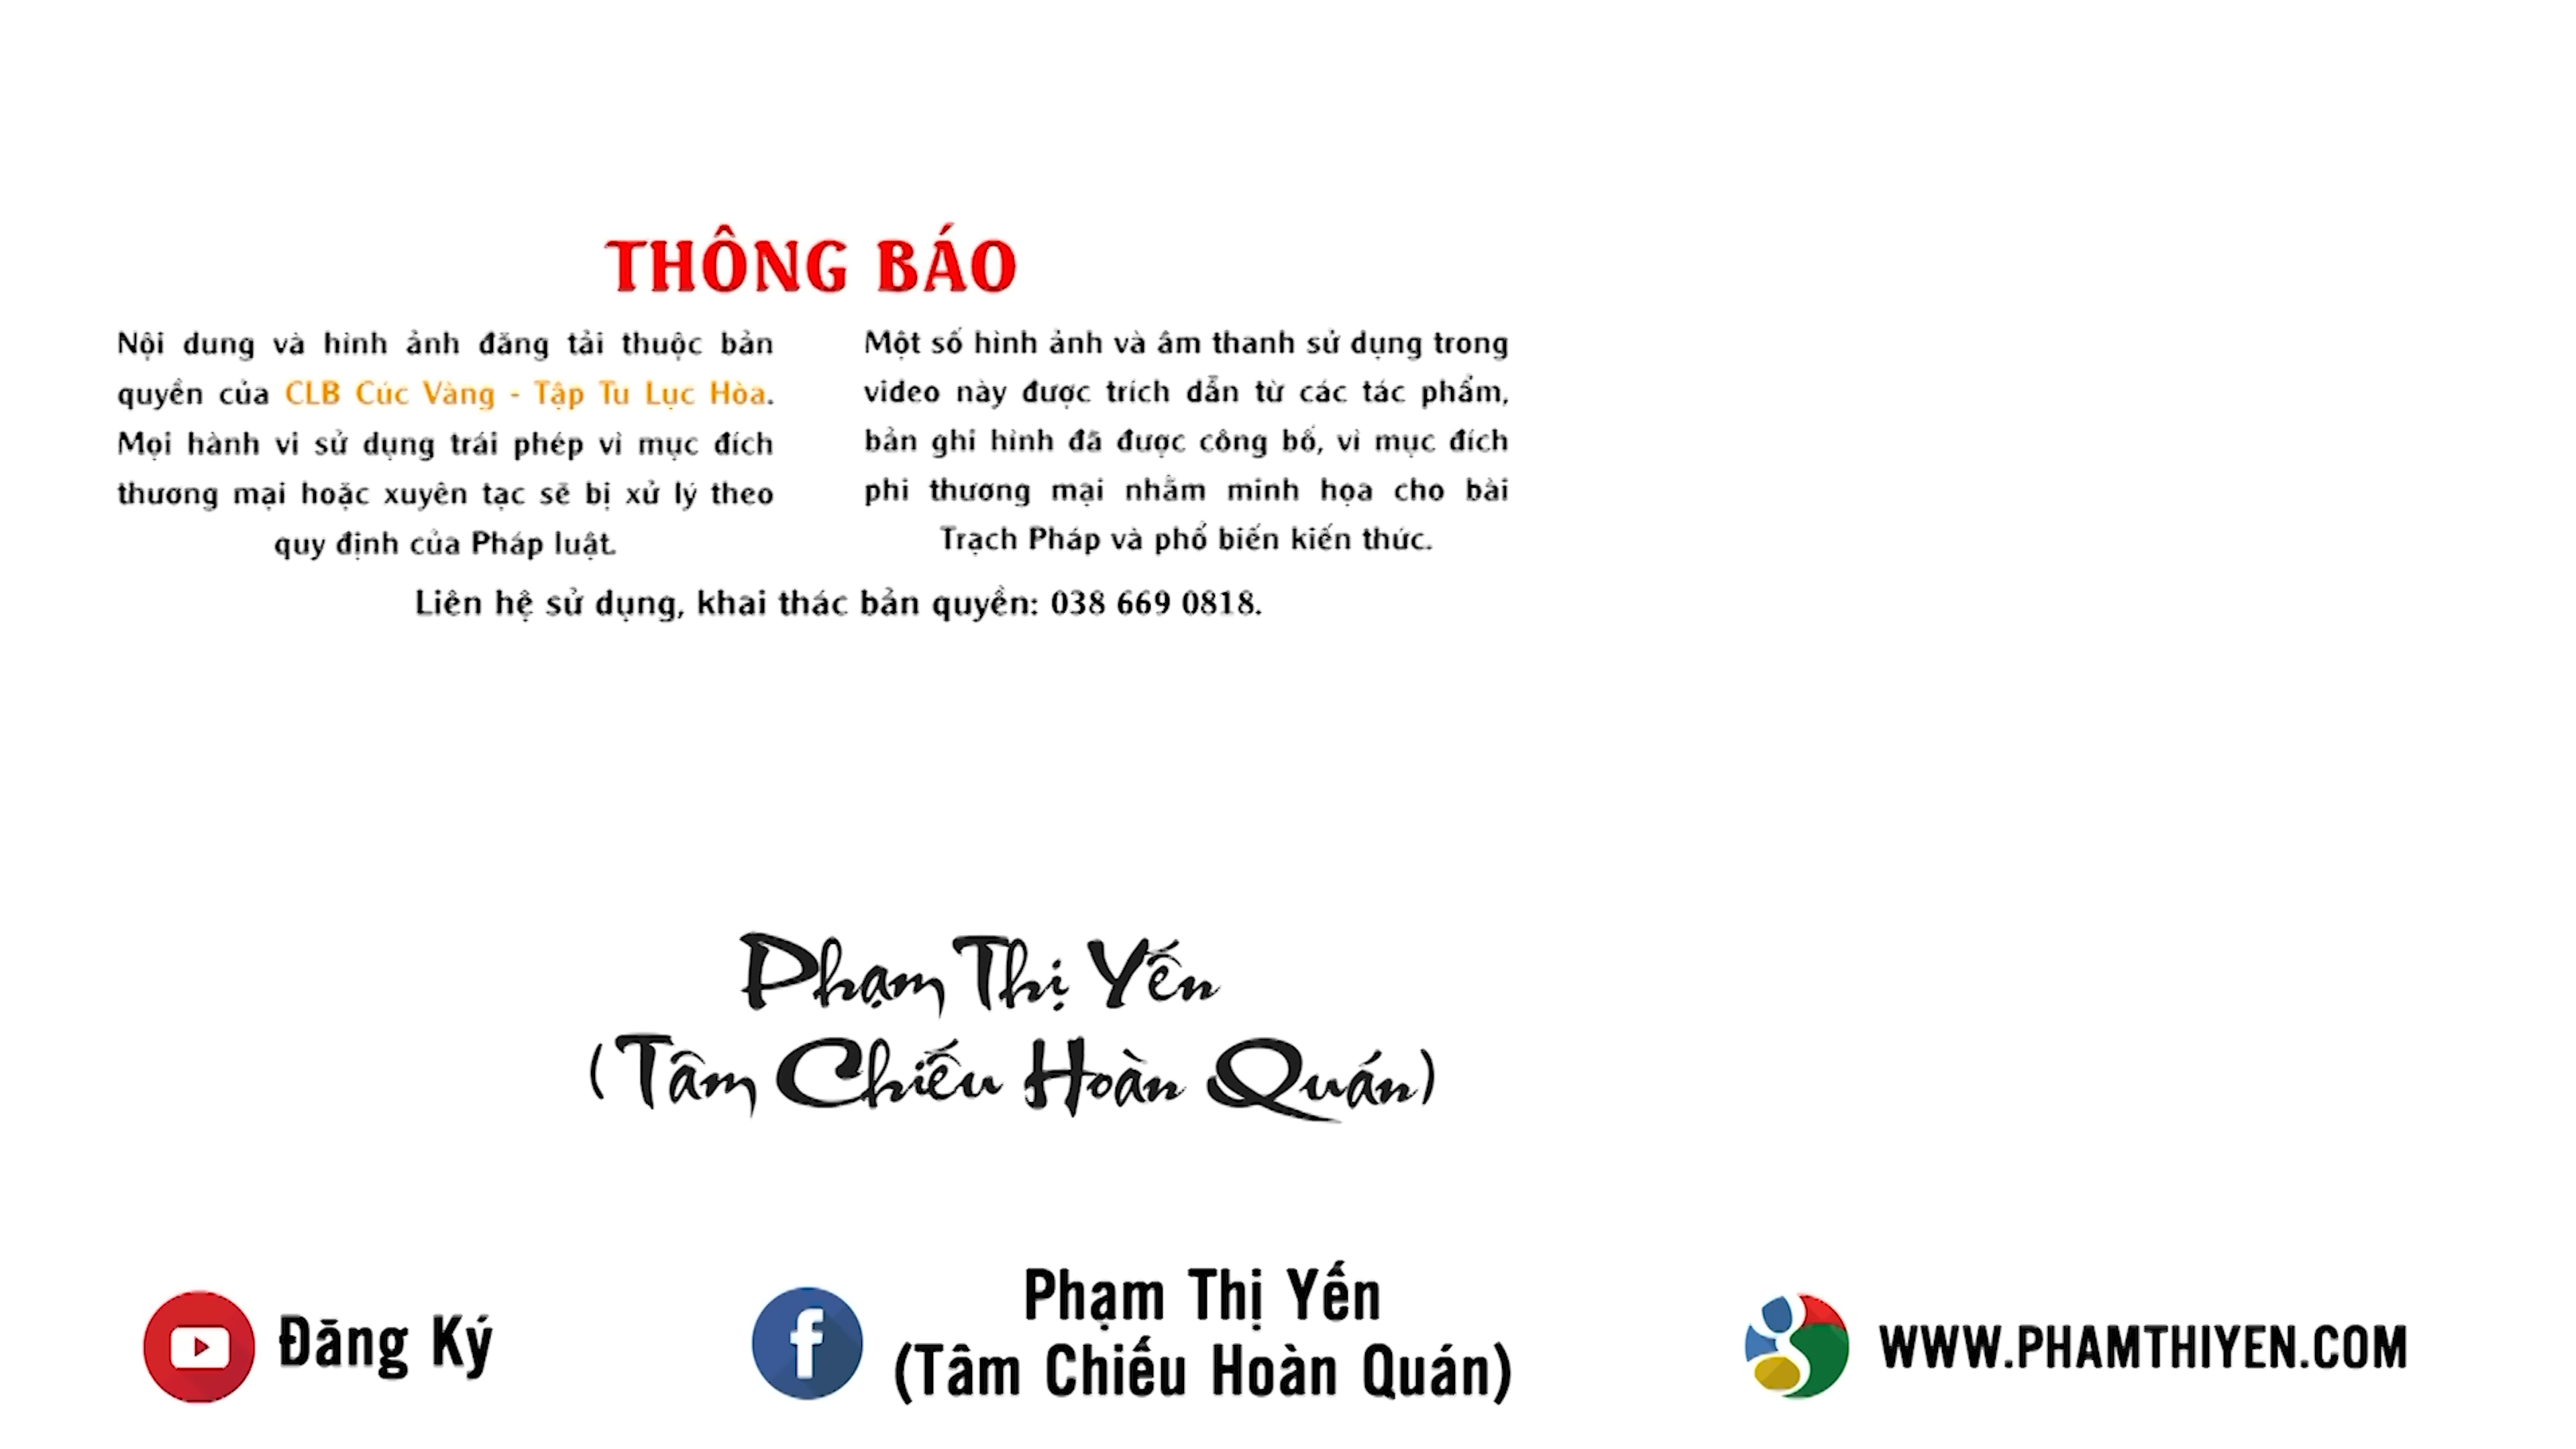 THÔNG BÁO
Nội dung và hình ảnh đăng tải thuộc bản
quyền của CLB Cúc Vàng - Tập Tu Lục Hòa.
Mọi hành vi sử dụng trái phép vì mục đích
thương mại hoặc xuyên tạc sẽ bị xử lý theo
quy định của Pháp luật.
Một số hình ảnh và âm thanh sử dụng trong
video này được trích dẫn từ các tác phẩm,
bản ghi hình đã được công bố, vì mục đích
phi thương mại nhằm minh họa cho bài
Trạch Pháp và phổ biến kiến thức.
Liên hệ sử dụng, khai thác bản quyền: 038 669 0818.
Phạm Thị Yến
(Tâm Chiếu Hoàn Quán)
Đăng Ký
Phạm Thị Yến
(Tâm Chiếu Hoàn Quán)
WWW.PHAMTHIYEN.COM